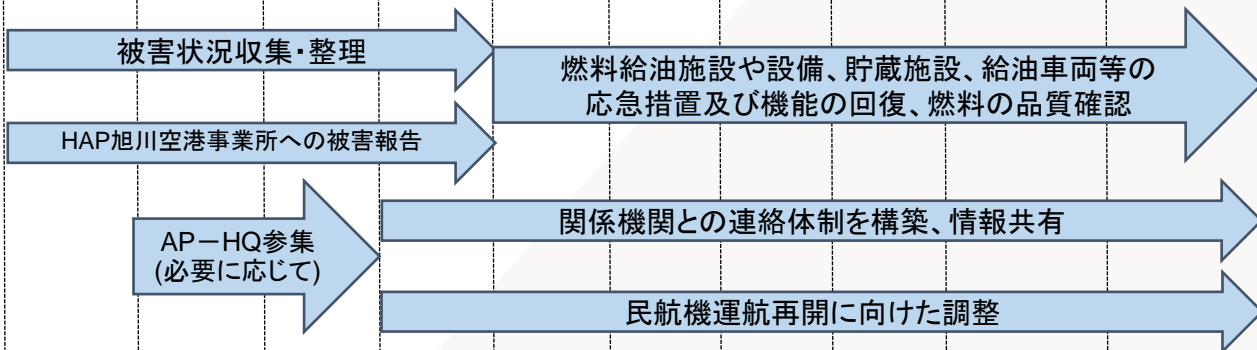 被害状況収集・整理
燃料給油施設や設備、貯蔵施設、給油車両等の
応急措置及び機能の回復、燃料の品質確認
HAP旭川空港事業所への被害報告
AP－HQ参集
(必要に応じて)
関係機関との連絡体制を構築、情報共有
民航機運航再開に向けた調整